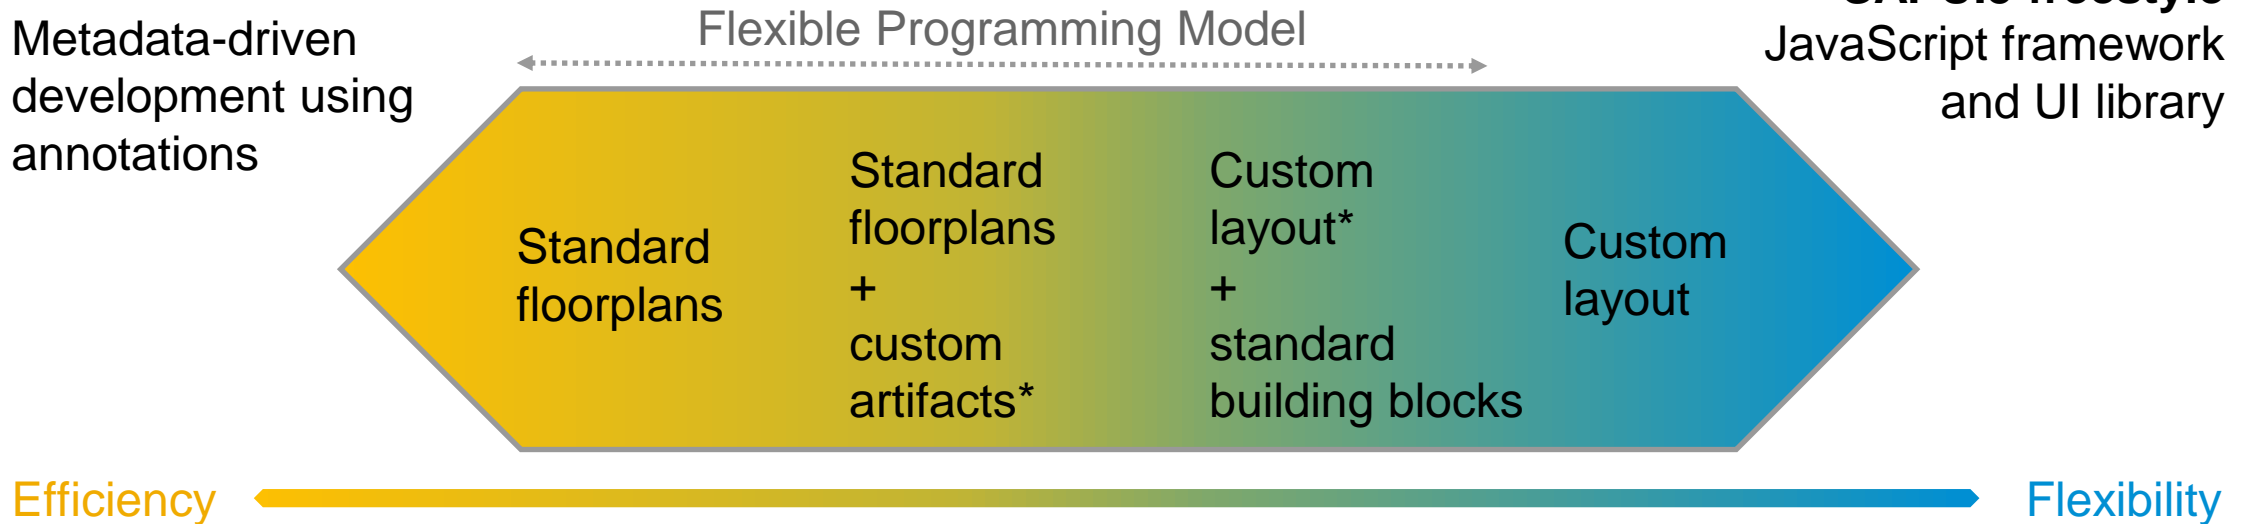 Metadata-driven
development using
annotations
Flexible Programming Model
JavaScript framework
and UI library
Standard
floorplans
Standard
floorplans
+
custom
artifacts*
Custom
layout*
+
standard
building blocks
Custom
layout
Efficiency
Flexibility